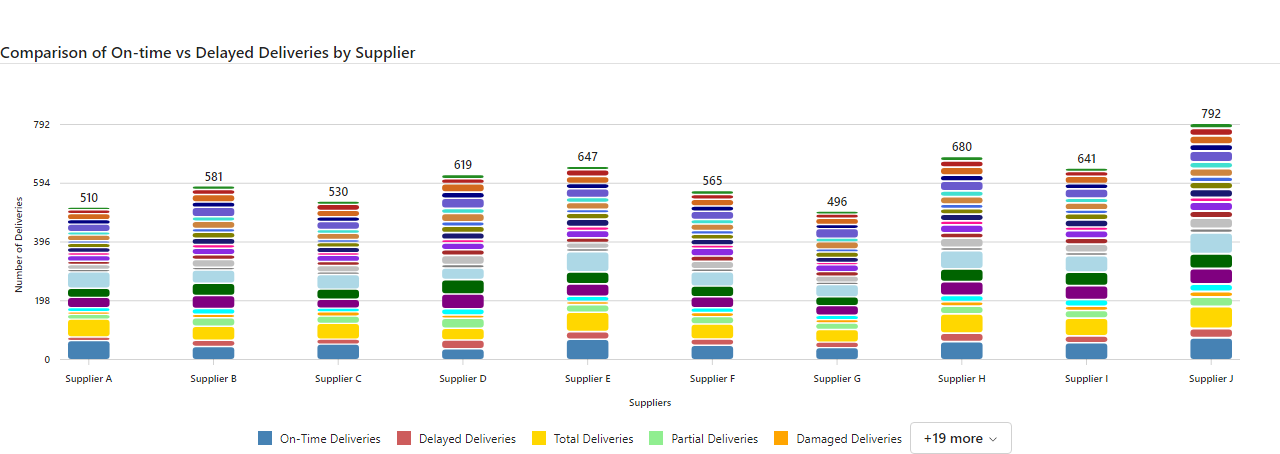 Comparison of On-time vs Delayed Deliveries by Supplier
Number of Deliveries
792
594
396
198
0
510
581
530
619
647
565
496
680
641
792
Supplier A
Supplier B
Supplier C
Supplier D
Supplier E
Supplier F
Supplier G
Supplier H
Supplier I
Supplier J
Suppliers
On-Time Deliveries
Delayed Deliveries
Total Deliveries
Partial Deliveries
Damaged Deliveries
+19 more